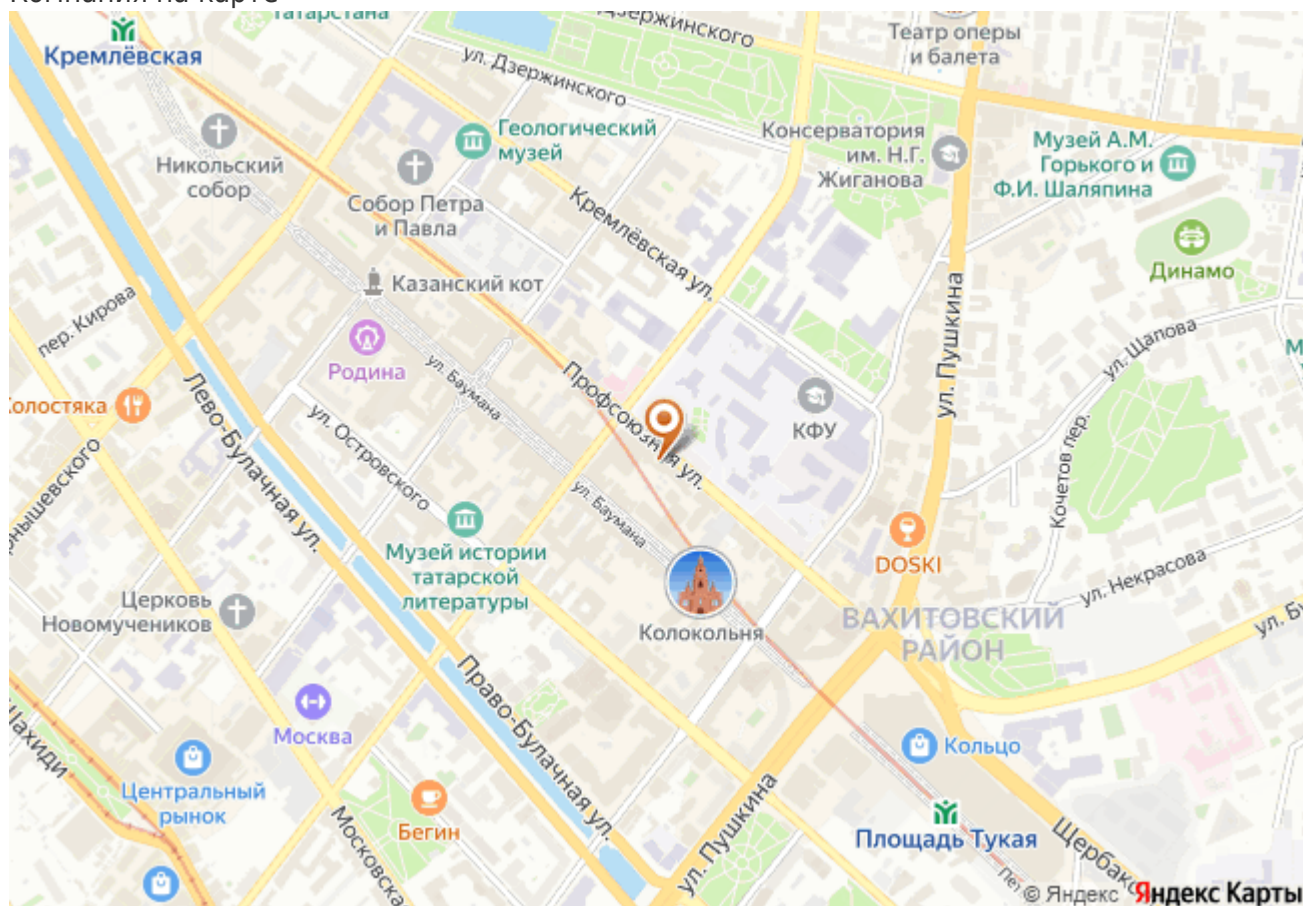 Компания на карте
Татарстана
Дзержинского
Театр оперы
и балета
Кремлёвская
ул. Дзержинского
Геологический
музей
Консерватория
им. Н.Г.
Жиганова
Музей А.М.
Горького и
Ф.И. Шаляпина
Никольский
собор
Собор Петра
и Павла
Кремлёвская ул.
Динамо
Казанский кот
пер. Кирова
Родина
ул. Баумана
Профсоюзная ул.
ул. Пушкина
ул. Щапова
КФУ
Лево-Булачная ул.
ул. Островского
Кочетов пер.
ул. Баумана
Музей истории
татарской
литературы
DOSKI
ул. Некрасова
Церковь
Новомучеников
Колокольня
ВАХИТОВСКИЙ
РАЙОН
Право-Булачная ул.
Москва
Кольцо
Центральный
рынок
Бегин
ул. Пушкина
Площадь Тукая
© Яндекс Яндекс Карты